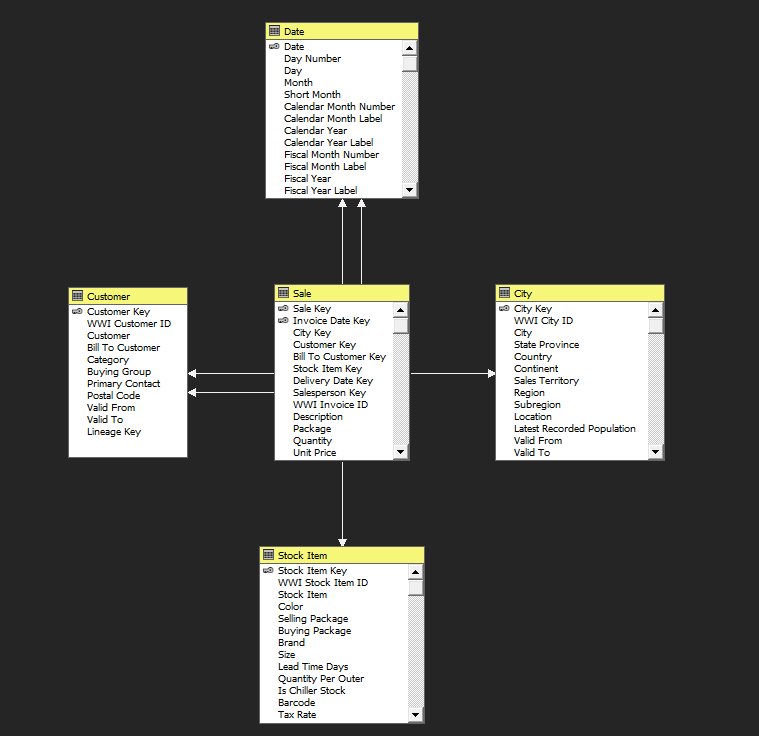 Date
Date
Day Number
Day
Month
Short Month
Calendar Month Number
Calendar Month Label
Calendar Year
Calendar Year Label
Fiscal Month Number
Fiscal Month Label
Fiscal Year
Fiscal Year Label
Customer
Customer Key
WWI Customer ID
Customer
Bill To Customer
Category
Buying Group
Primary Contact
Postal Code
Valid From
Valid To
Lineage Key
Sale
Sale Key
Invoice Date Key
City Key
Customer Key
Bill To Customer Key
Stock Item Key
Delivery Date Key
Salesperson Key
WWI Invoice ID
Description
Package
Quantity
Unit Price
City
City Key
WWI City ID
City
State Province
Country
Continent
Sales Territory
Region
Subregion
Location
Latest Recorded Population
Valid From
Valid To
Stock Item
Stock Item Key
WWI Stock Item ID
Stock Item
Color
Selling Package
Buying Package
Brand
Size
Lead Time Days
Quantity Per Outer
Is Chiller Stock
Barcode
Tax Rate